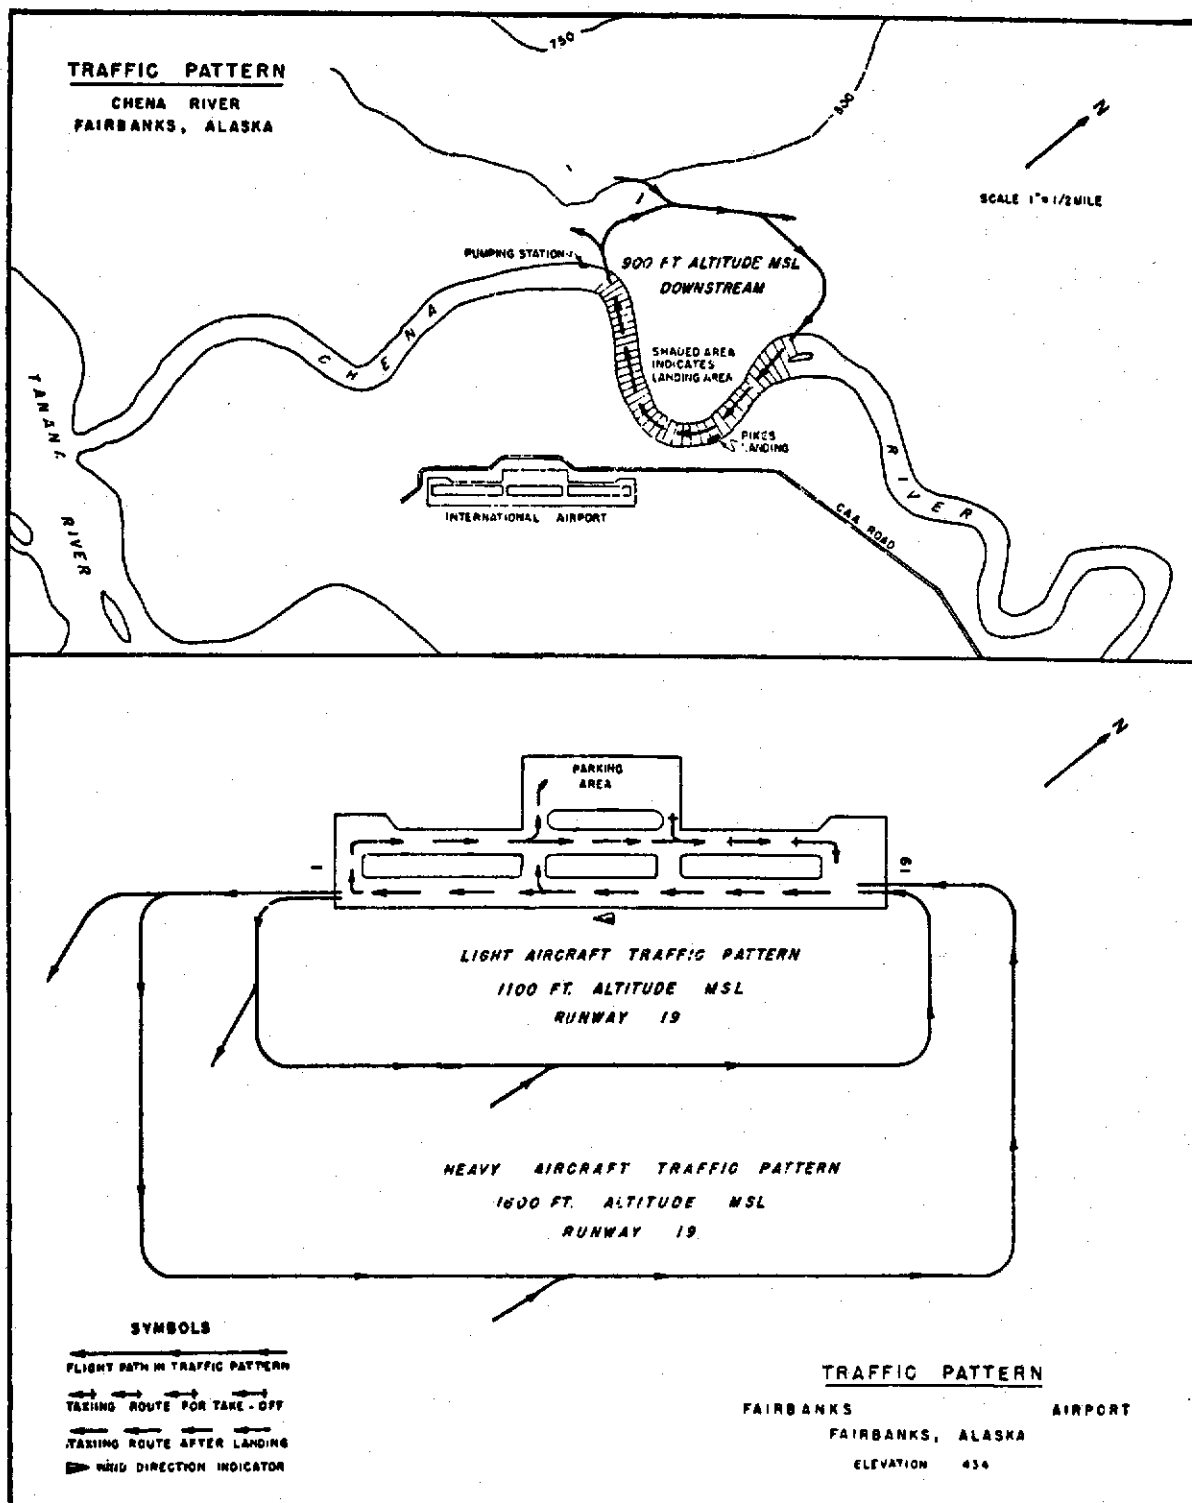 TRAFFIC PATTERN
CHENA RIVER
FAIRBANKS, ALASKA
750
800
N
SCALE 1"=1/2 MILE
PUMPING STATION
900 FT ALTITUDE MSL
DOWNSTREAM
CHENA
SHADED AREA
INDICATES
LANDING AREA
PIKES
LANDING
RIVER
TANANA
RIVER
INTERNATIONAL AIRPORT
CAA ROAD
N
PARKING
AREA
1
19
LIGHT AIRCRAFT TRAFFIC PATTERN
1100 FT. ALTITUDE MSL
RUNWAY 19
HEAVY AIRCRAFT TRAFFIC PATTERN
1600 FT. ALTITUDE MSL
RUNWAY 19
SYMBOLS
FLIGHT PATH IN TRAFFIC PATTERN
TAXIING ROUTE FOR TAKE-OFF
TAXIING ROUTE AFTER LANDING
WIND DIRECTION INDICATOR
TRAFFIC PATTERN
FAIRBANKS AIRPORT
FAIRBANKS, ALASKA
ELEVATION 434